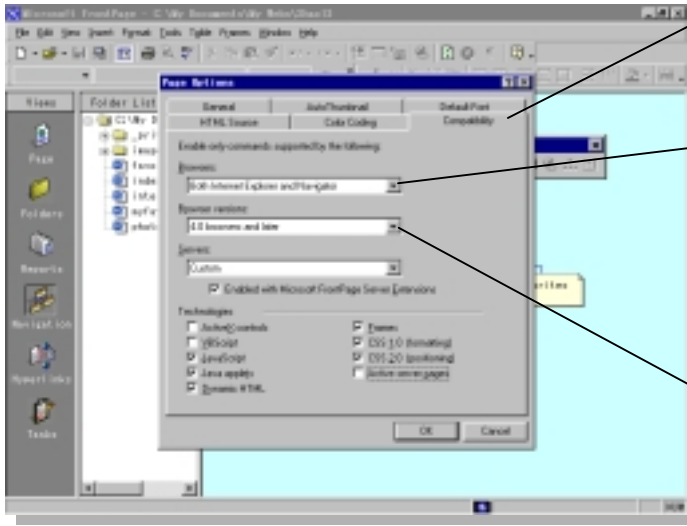 Microsoft FrontPage - C:\My Documents\My Webs\
File Edit View Insert Format Tools Table Frames Window Help
Views
Folder List
Page
Folders
Reports
Navigation
Hyperlinks
Tasks
Page Options
General AutoThumbnail Default Font
HTML Source Color Coding Compatibility
Enable only commands supported by the following:
Browsers:
Both Internet Explorer and Navigator
Browser versions:
4.0 browsers and later
Servers:
Custom
Enabled with Microsoft FrontPage Server Extensions
Technologies
ActiveX controls
VBScript
JavaScript
Java applets
Dynamic HTML
Frames
CSS 1.0 (formatting)
CSS 2.0 (positioning)
Active server pages
OK Cancel